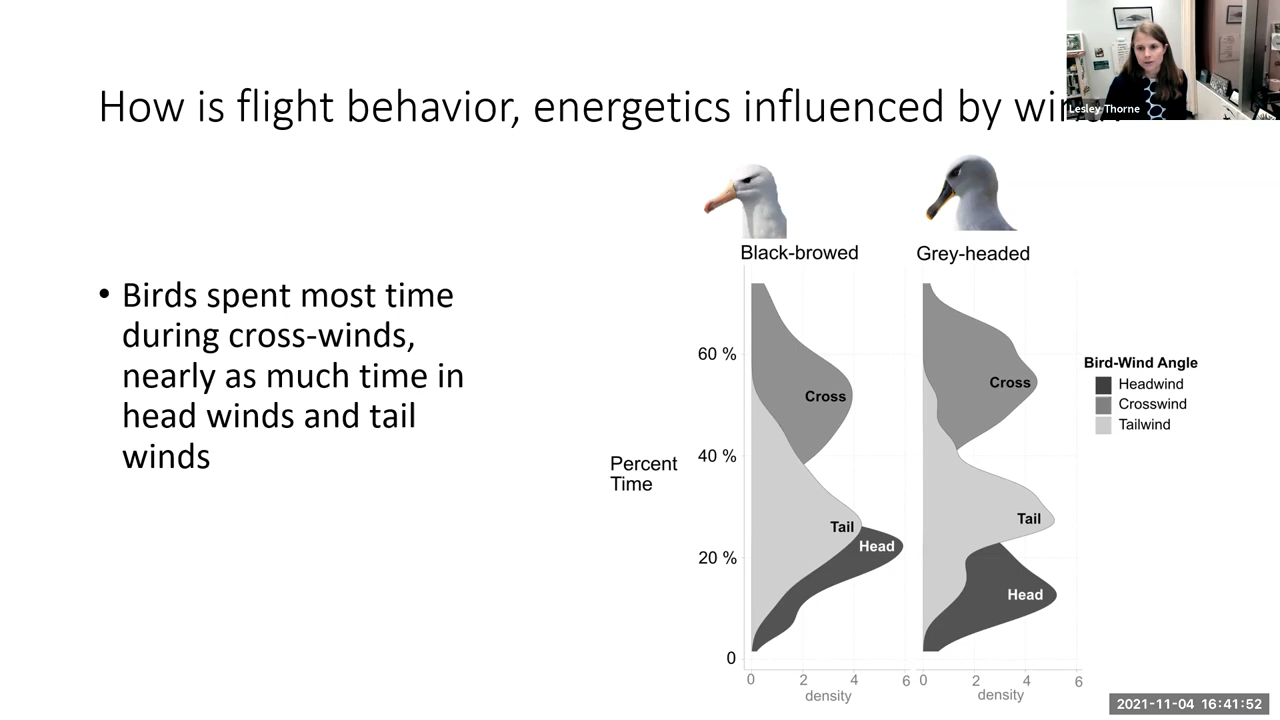 How is flight behavior, energetics influenced by
Lesley Thorne
• Birds spent most time
during cross-winds,
nearly as much time in
head winds and tail
winds
Black-browed
Grey-headed
60 %
40 %
20 %
0
Percent
Time
Cross
Tail
Head
Cross
Tail
Head
0 2 4 6
density
0 2 4 6
density
Bird-Wind Angle
Headwind
Crosswind
Tailwind
2021-11-04 16:41:52